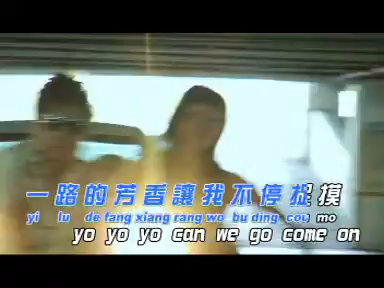 一路的芳香讓我不停捉摸
yi lu de fang xiang rang wo bu ding cou mo
yo yo yo can we go come on